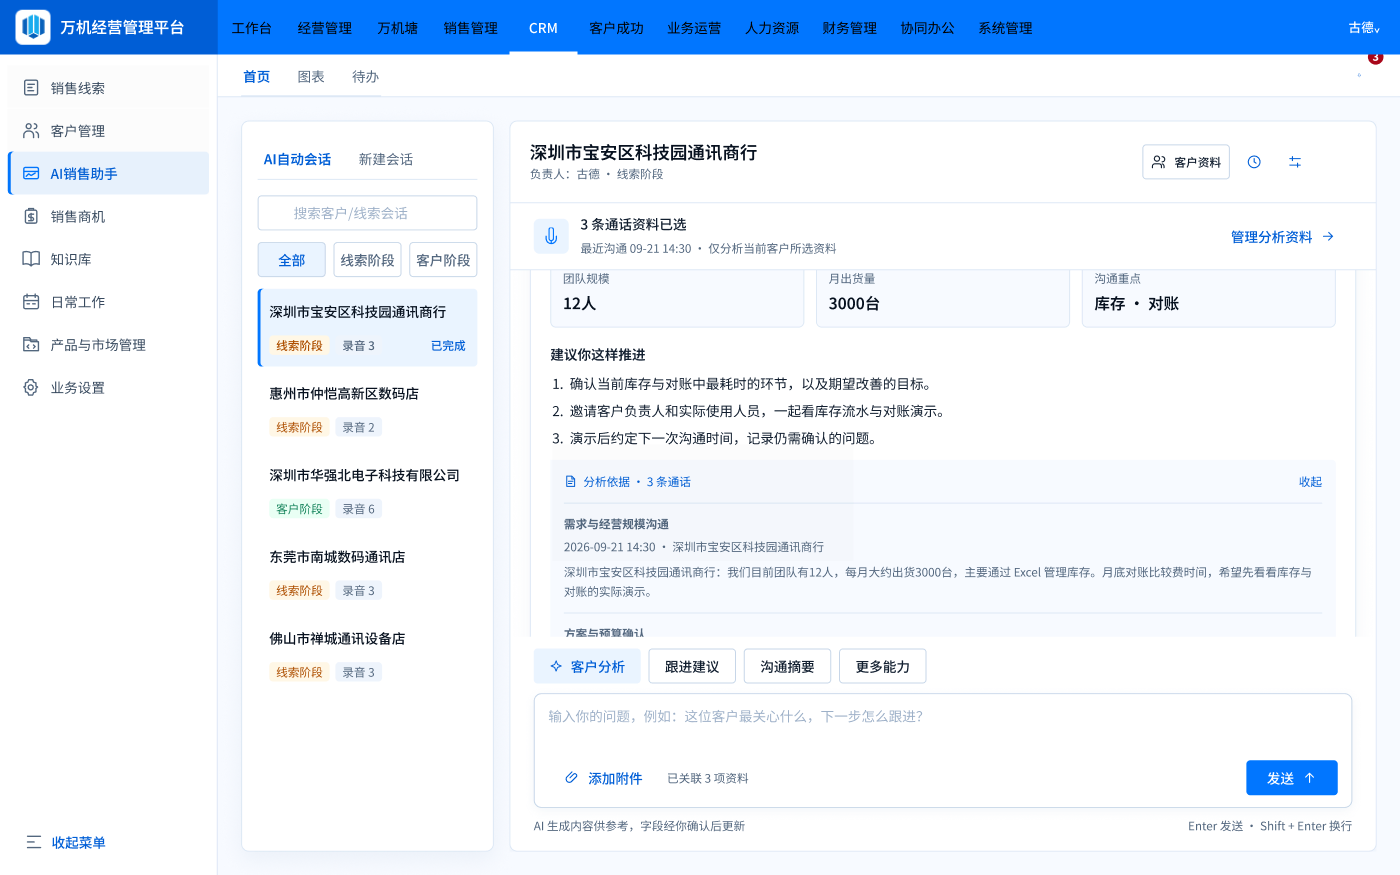 万机经营管理平台
工作台 经营管理 万机塘 销售管理 CRM 客户成功 业务运营 人力资源 财务管理 协同办公 系统管理
古德
3
首页 图表 待办
销售线索
客户管理
AI销售助手
销售商机
知识库
日常工作
产品与市场管理
业务设置
收起菜单
AI自动会话 新建会话
搜索客户/线索会话
全部 线索阶段 客户阶段
深圳市宝安区科技园通讯商行
线索阶段 录音 3 已完成
惠州市仲恺高新区数码店
线索阶段 录音 2
深圳市华强北电子科技有限公司
客户阶段 录音 6
东莞市南城数码通讯店
线索阶段 录音 3
佛山市禅城通讯设备店
线索阶段 录音 3
深圳市宝安区科技园通讯商行
负责人：古德 · 线索阶段
客户资料
3 条通话资料已选
最近沟通 09-21 14:30 · 仅分析当前客户所选资料
管理分析资料
团队规模 月出货量 沟通重点
12人 3000台 库存 · 对账
建议你这样推进
1. 确认当前库存与对账中最耗时的环节，以及期望改善的目标。
2. 邀请客户负责人和实际使用人员，一起看库存流水与对账演示。
3. 演示后约定下一次沟通时间，记录仍需确认的问题。
分析依据 · 3 条通话 收起
需求与经营规模沟通
2026-09-21 14:30 · 深圳市宝安区科技园通讯商行
深圳市宝安区科技园通讯商行：我们目前团队有12人，每月大约出货3000台，主要通过 Excel 管理库存。月底对账比较费时间，希望先看看库存与
对账的实际演示。
方案与预算确认
客户分析 跟进建议 沟通摘要 更多能力
输入你的问题，例如：这位客户最关心什么，下一步怎么跟进？
添加附件 已关联 3 项资料 发送
AI 生成内容供参考，字段经你确认后更新
Enter 发送 · Shift + Enter 换行